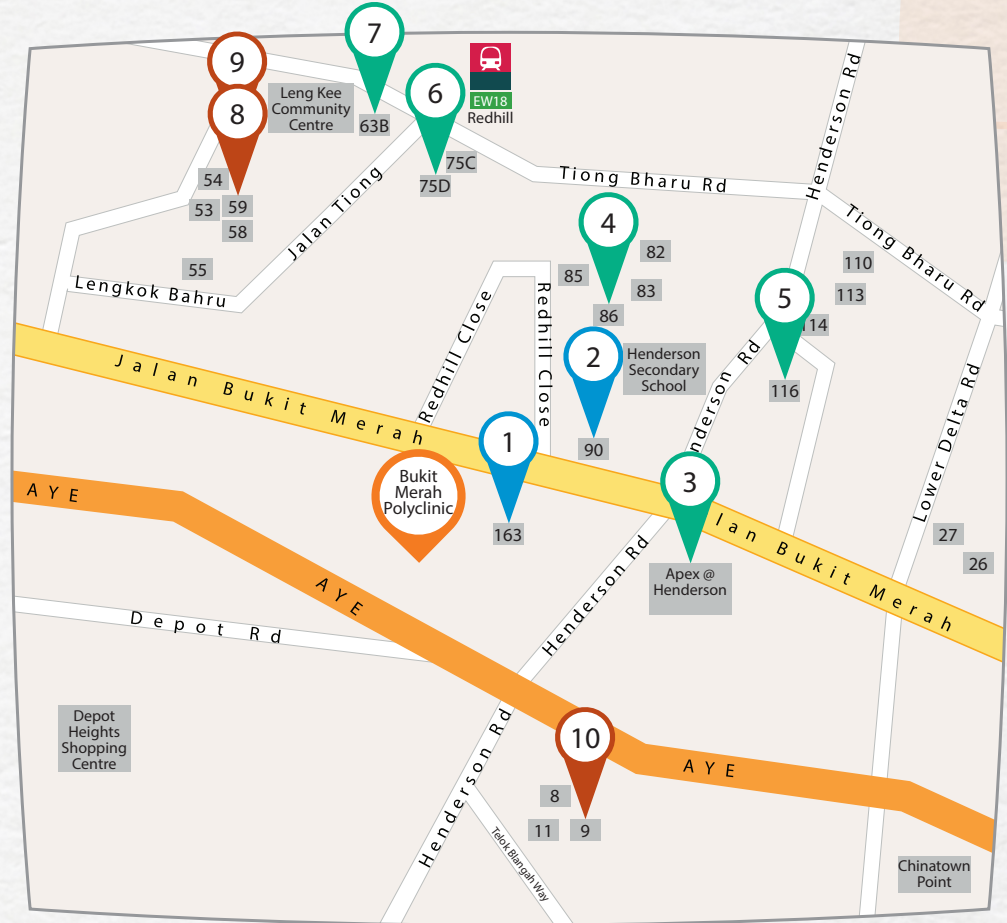 7
Henderson Rd
9
Leng Kee
Community
Centre
6
EW18
Redhill
8
63B
75C
75D
Tiong Bharu Rd
54
53
59
58
Jalan Tiong
4
82
Tiong Bharu Rd
110
55
85
83
113
Lengkok Bahru
86
5
114
Redhill Close
Redhill Close
2
Henderson
Secondary
School
nderson Rd
116
Jalan Bukit Merah
Lower Delta Rd
1
90
3
Bukit
Merah
Polyclinic
AYE
163
lan Bukit Merah
27
26
Henderson Rd
Apex @
Henderson
AYE
Depot Rd
Depot
Heights
Shopping
Centre
Henderson Rd
10
AYE
8
11
9
Telok Blangah Way
Chinatown
Point